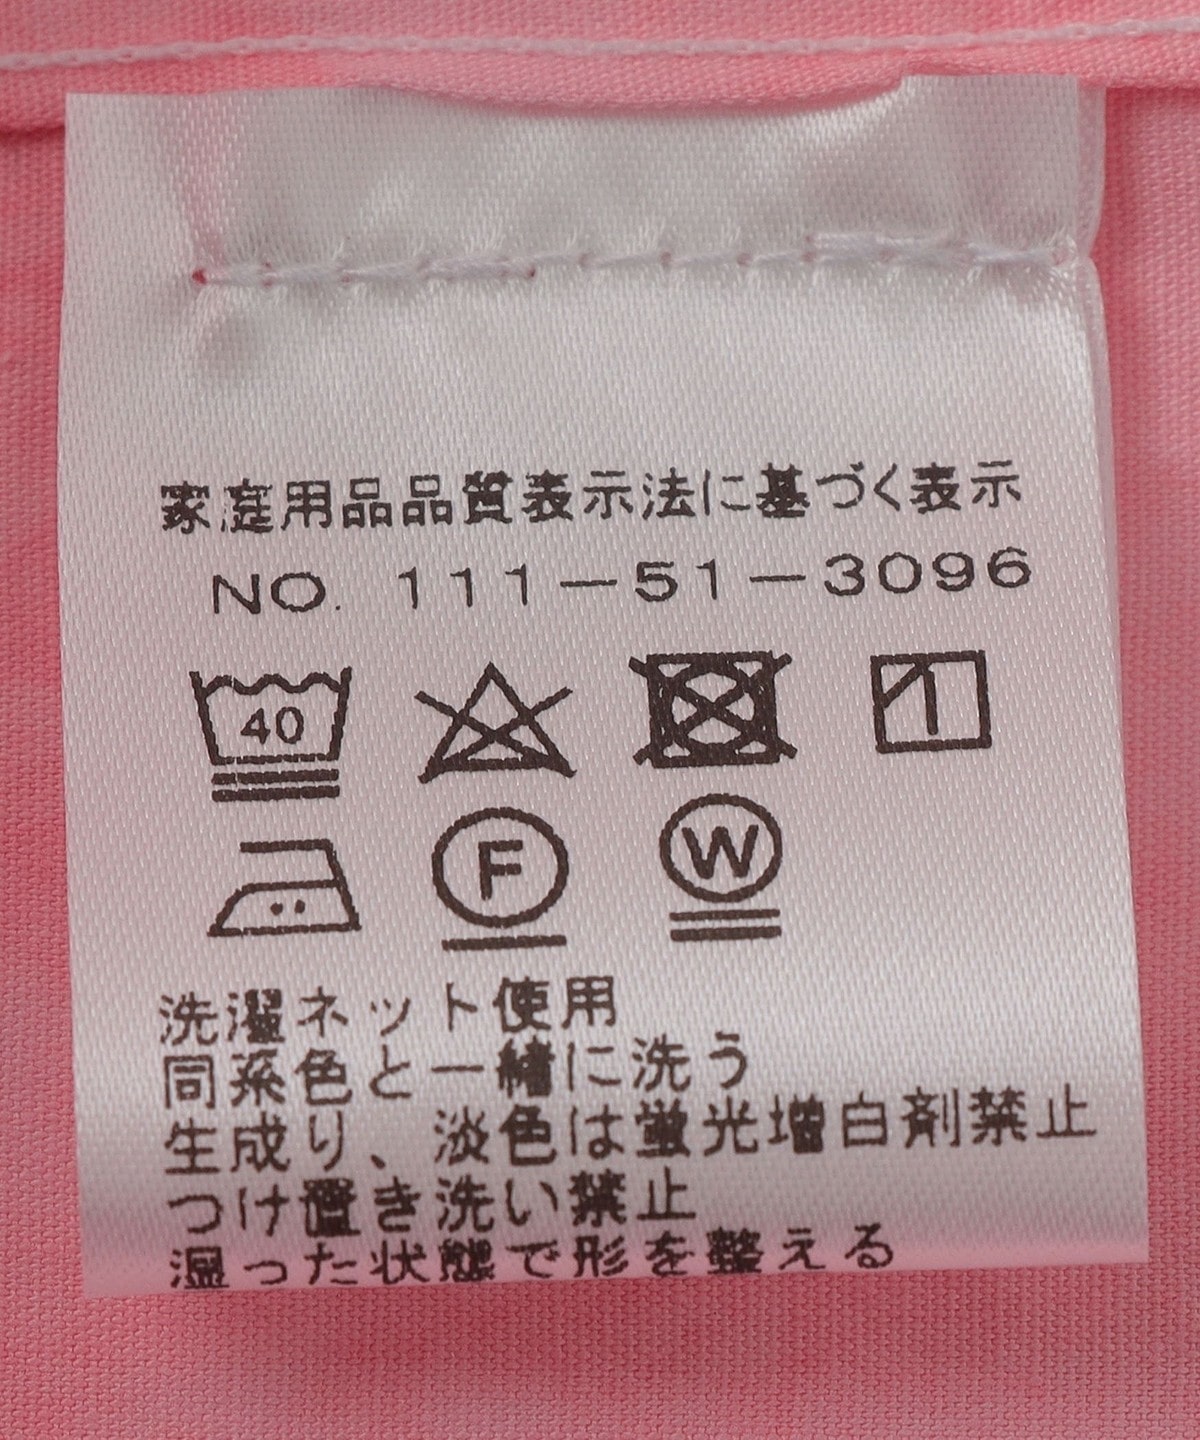 家庭用品品質表示法に基づく表示
NO. 111-51-3096
40
F W
洗濯ネット使用
同系色と一緒に洗う
生成り、淡色は蛍光増白剤禁止
つけ置き洗い禁止
湿った状態で形を整える